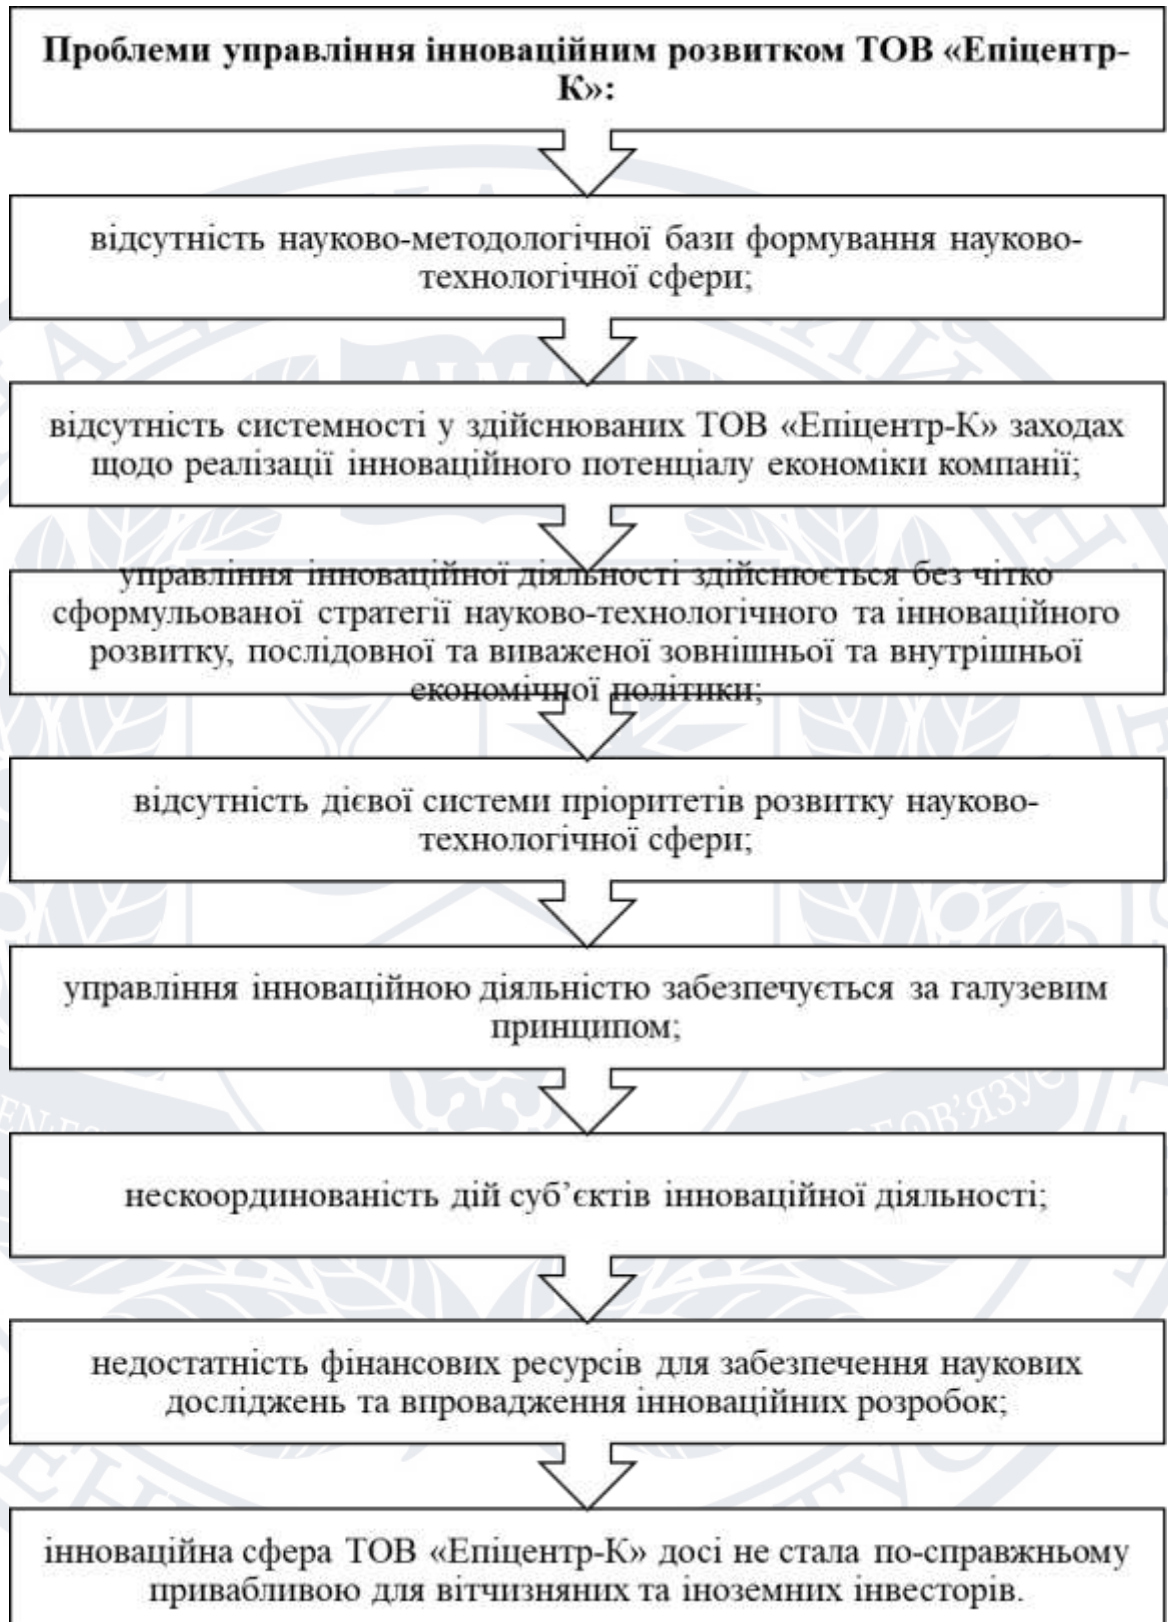 Проблеми управління інноваційним розвитком ТОВ «Епіцентр-
К»:
відсутність науково-методологічної бази формування науково-
технологічної сфери;
відсутність системності у здійснюваних ТОВ «Епіцентр-К» заходах
щодо реалізації інноваційного потенціалу економіки компанії;
управління інноваційної діяльності здійснюється без чітко
сформульованої стратегії науково-технологічного та інноваційного
розвитку, послідовної та виваженої зовнішньої та внутрішньої
економічної політики;
відсутність дієвої системи пріоритетів розвитку науково-
технологічної сфери;
управління інноваційною діяльністю забезпечується за галузевим
принципом;
нескоординованість дій суб’єктів інноваційної діяльності;
недостатність фінансових ресурсів для забезпечення наукових
досліджень та впровадження інноваційних розробок;
інноваційна сфера ТОВ «Епіцентр-К» досі не стала по-справжньому
привабливою для вітчизняних та іноземних інвесторів.